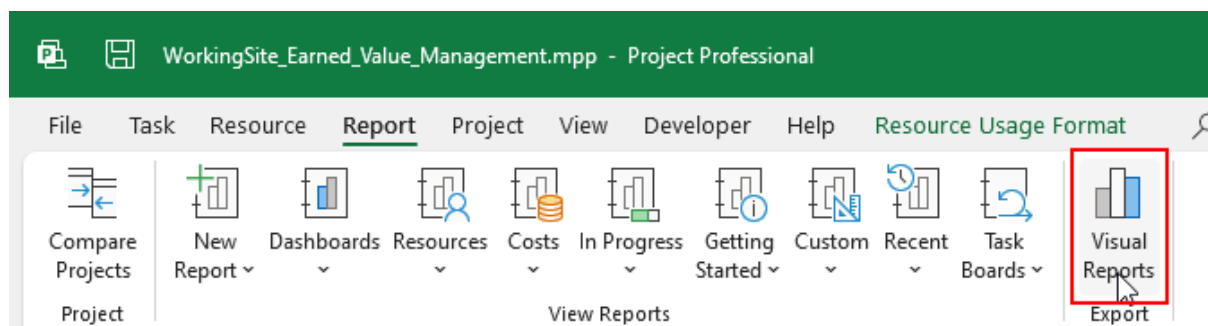 WorkingSite_Earned_Value_Management.mpp - Project Professional
File Task Resource Report Project View Developer Help Resource Usage Format
Compare New Dashboards Resources Costs In Progress Getting Custom Recent Task Visual
Projects Report Started Boards Reports
Project View Reports Export